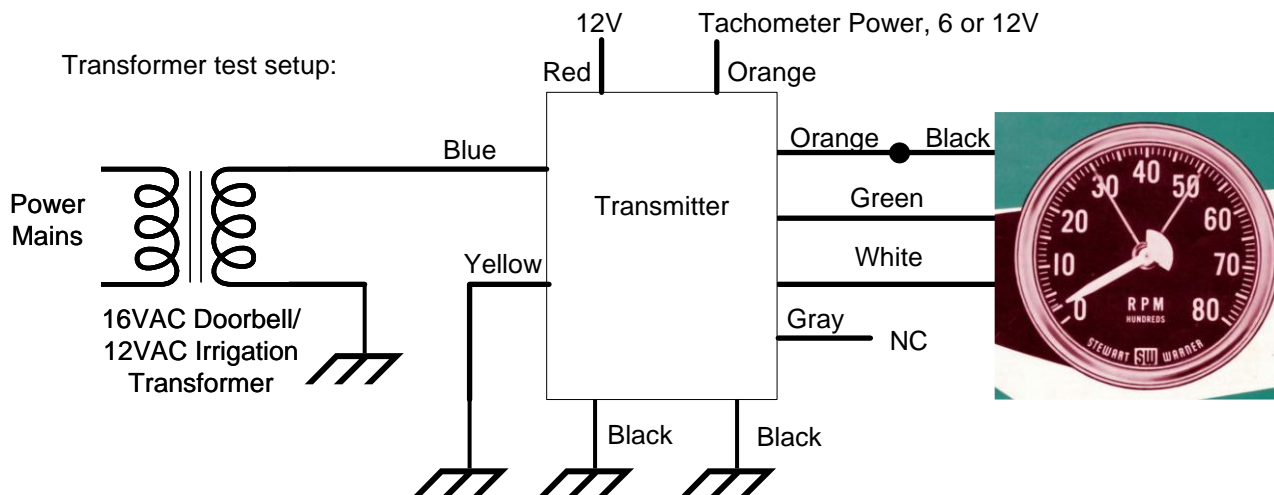 12V
Tachometer Power, 6 or 12V
Transformer test setup:
Red
Orange
Blue
Orange
Black
Power
Mains
Transmitter
Green
Yellow
White
16VAC Doorbell/
12VAC Irrigation
Transformer
Gray
NC
Black
Black
0
10
20
30
40
50
60
70
80
RPM
HUNDREDS
STEWART SW WARNER